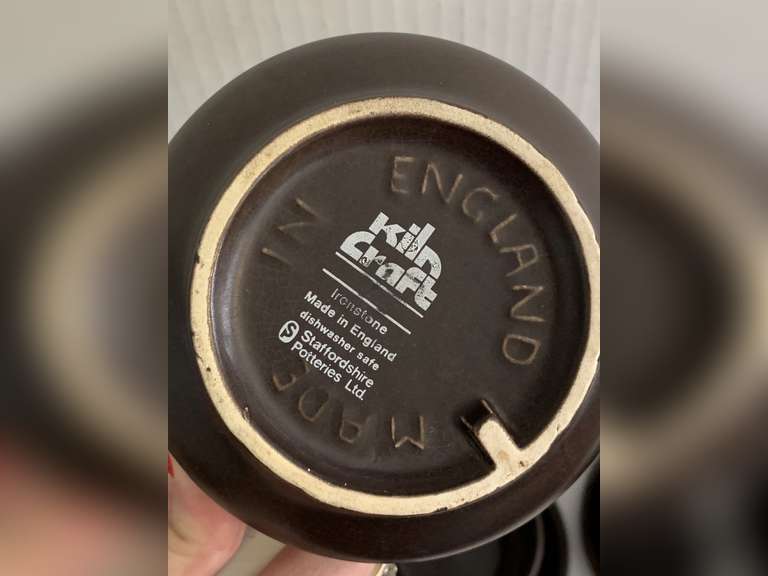 MADE IN ENGLAND
kiln
Craft
Ironstone
Made in England
dishwasher safe
S Staffordshire
Potteries Ltd.